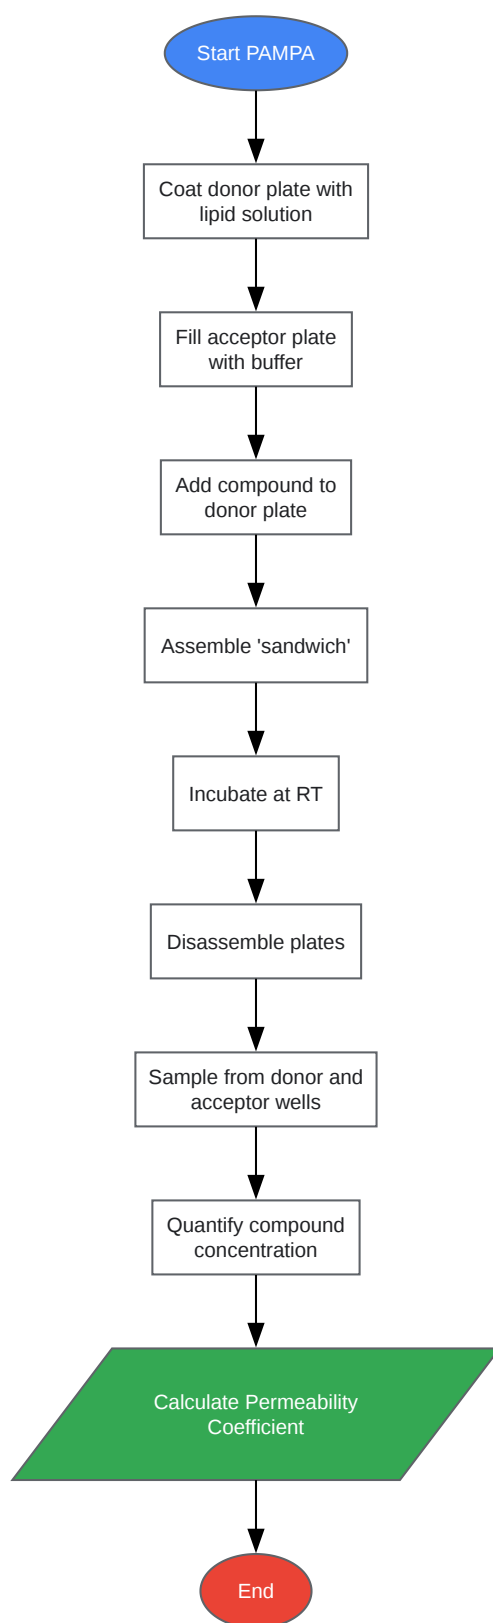 Start PAMPA
Coat donor plate with
lipid solution
Fill acceptor plate
with buffer
Add compound to
donor plate
Assemble 'sandwich'
Incubate at RT
Disassemble plates
Sample from donor and
acceptor wells
Quantify compound
concentration
Calculate Permeability
Coefficient
End